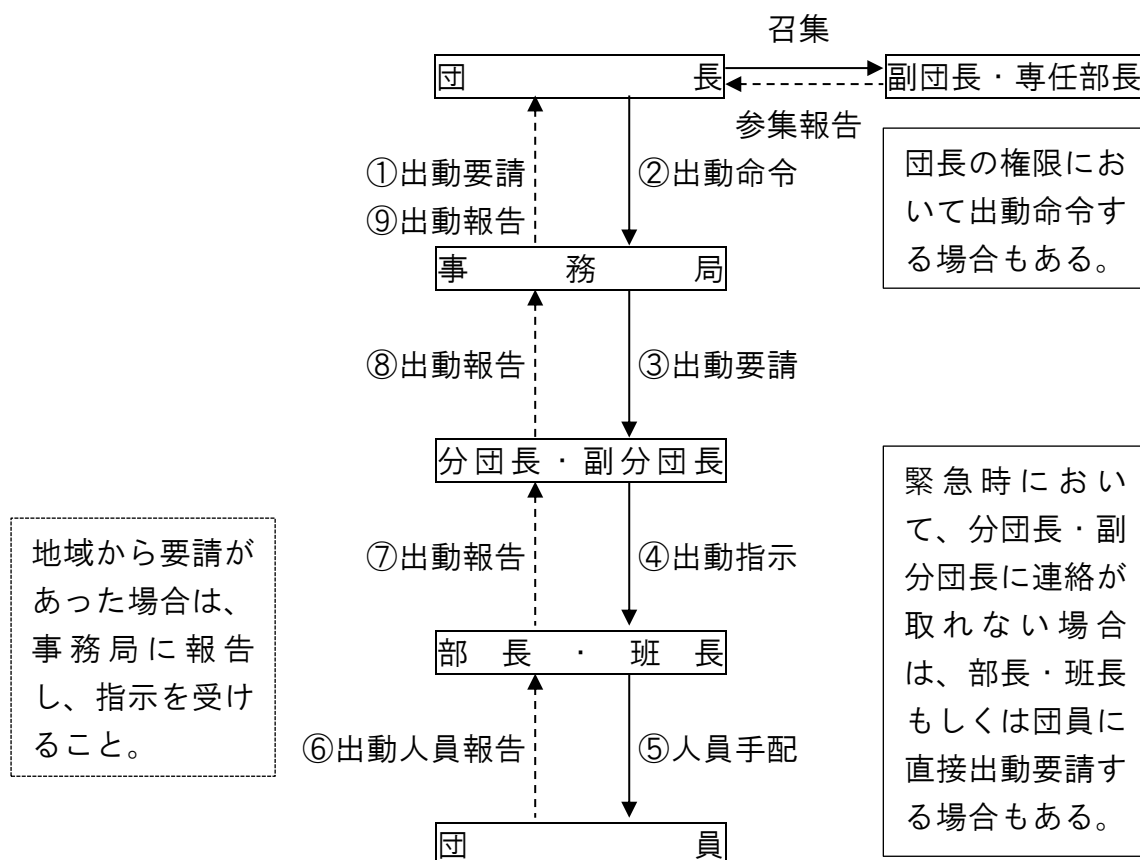 召集
団長
副団長・専任部長
参集報告
団長の権限にお
いて出動命令す
る場合もある。
①出動要請
⑨出動報告
②出動命令
事務局
⑧出動報告
③出動要請
分団長・副分団長
緊急時におい
て、分団長・副
分団長に連絡が
取れない場合
は、部長・班長
もしくは団員に
直接出動要請す
る場合もある。
地域から要請が
あった場合は、
事務局に報告
し、指示を受け
ること。
⑦出動報告
④出動指示
部長・班長
⑥出動人員報告
⑤人員手配
団員